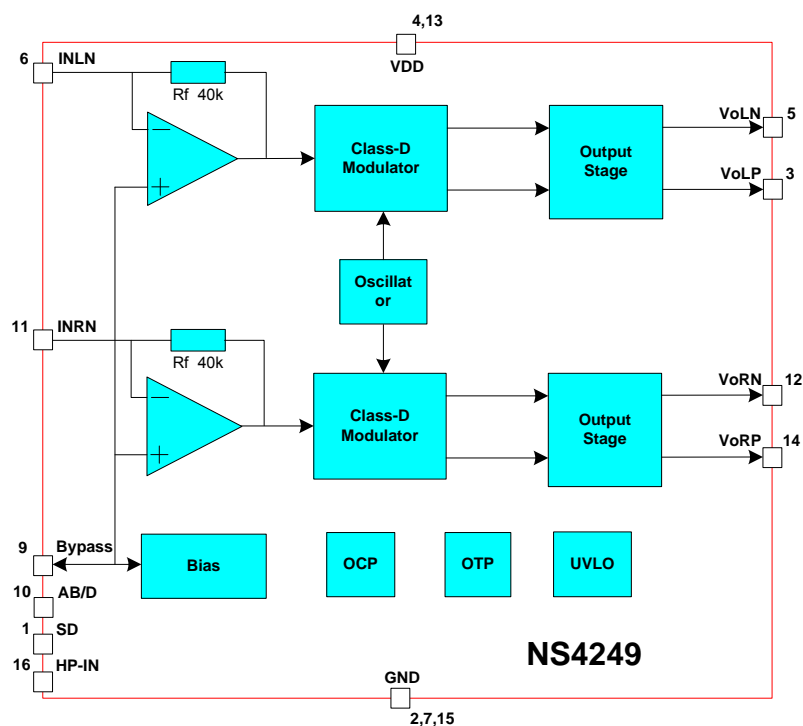 4,13
VDD
6 INLN
Rf 40k
Class-D
Modulator
Output
Stage
VoLN 5
VoLP 3
Oscillat
or
11 INRN
Rf 40k
Class-D
Modulator
Output
Stage
VoRN 12
VoRP 14
9 Bypass
Bias
OCP
OTP
UVLO
10 AB/D
1 SD
16 HP-IN
NS4249
GND
2,7,15